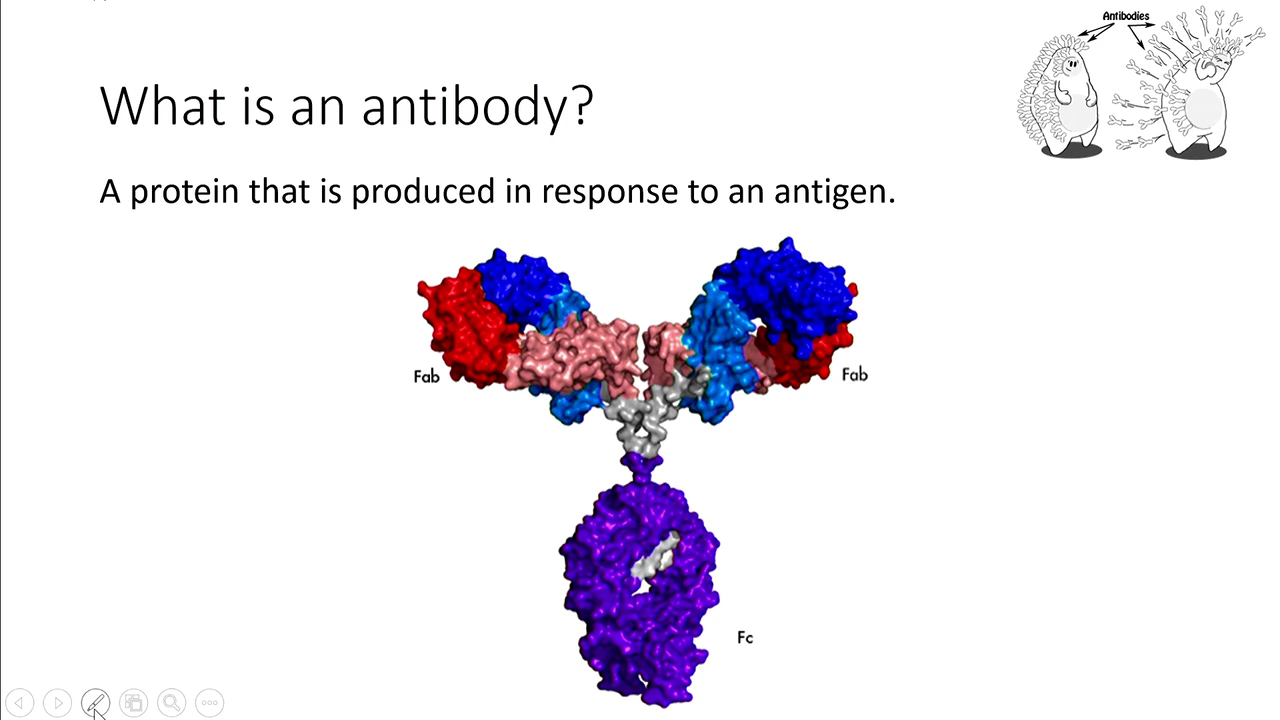 Antibodies
What is an antibody?
A protein that is produced in response to an antigen.
Fab
Fab
Fc